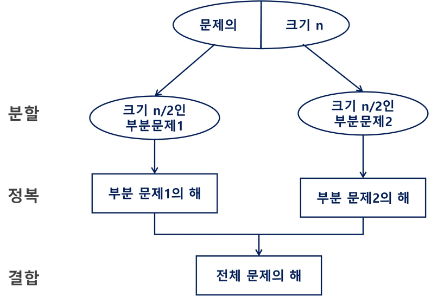 문제의 크기 n
분할
크기 n/2인
부분문제1
크기 n/2인
부분문제2
정복
부분 문제1의 해
부분 문제2의 해
결합
전체 문제의 해